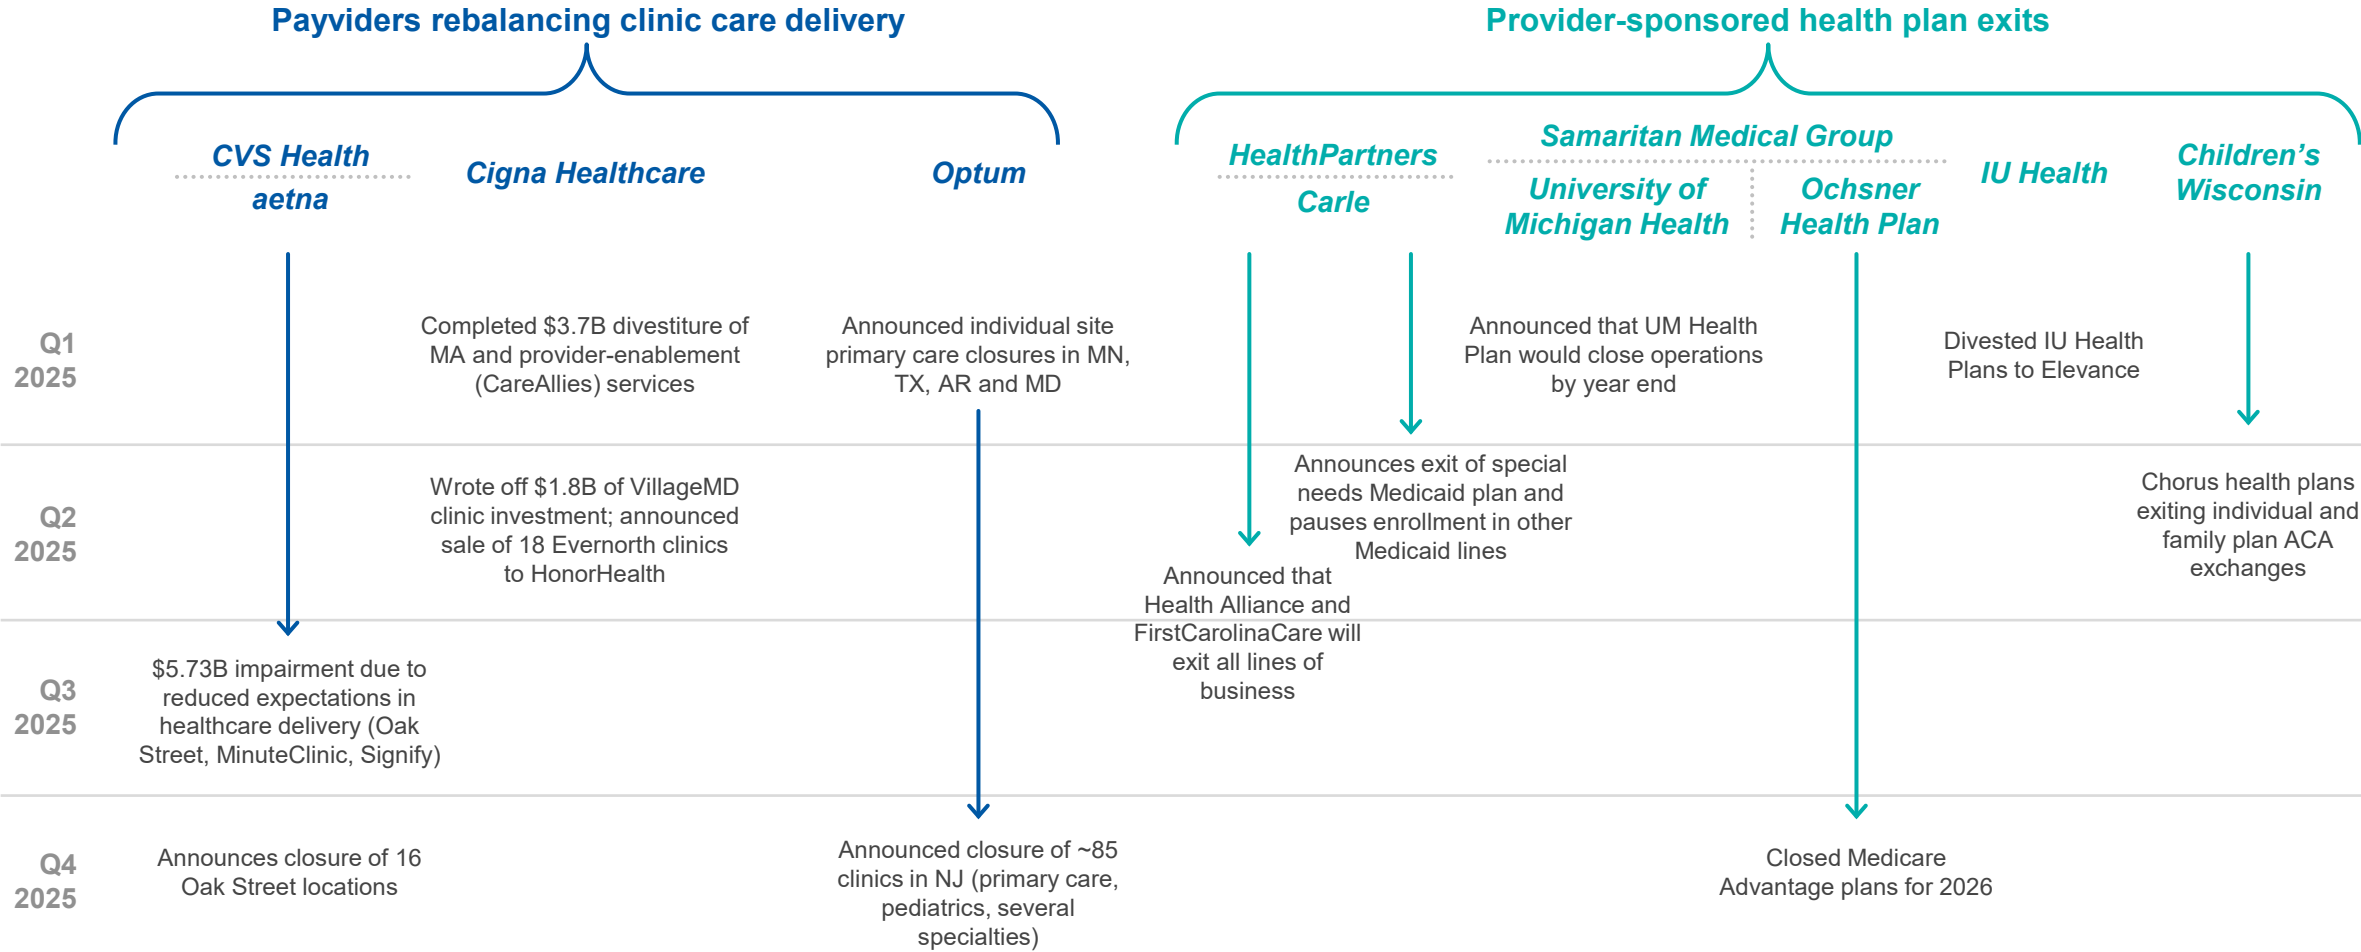 Payviders rebalancing clinic care delivery
Provider-sponsored health plan exits
CVS Health
aetna
Cigna Healthcare
Optum
HealthPartners
Carle
Samaritan Medical Group
University of
Michigan Health
Ochsner
Health Plan
IU Health
Children’s
Wisconsin
Q1
2025
Completed $3.7B divestiture of
MA and provider-enablement
(CareAllies) services
Announced individual site
primary care closures in MN,
TX, AR and MD
Announced that UM Health
Plan would close operations
by year end
Divested IU Health
Plans to Elevance
Q2
2025
Wrote off $1.8B of VillageMD
clinic investment; announced
sale of 18 Evernorth clinics
to HonorHealth
Announces exit of special
needs Medicaid plan and
pauses enrollment in other
Medicaid lines
Announced that
Health Alliance and
FirstCarolinaCare will
exit all lines of
business
Chorus health plans
exiting individual and
family plan ACA
exchanges
Q3
2025
$5.73B impairment due to
reduced expectations in
healthcare delivery (Oak
Street, MinuteClinic, Signify)
Q4
2025
Announces closure of 16
Oak Street locations
Announced closure of ~85
clinics in NJ (primary care,
pediatrics, several
specialties)
Closed Medicare
Advantage plans for 2026